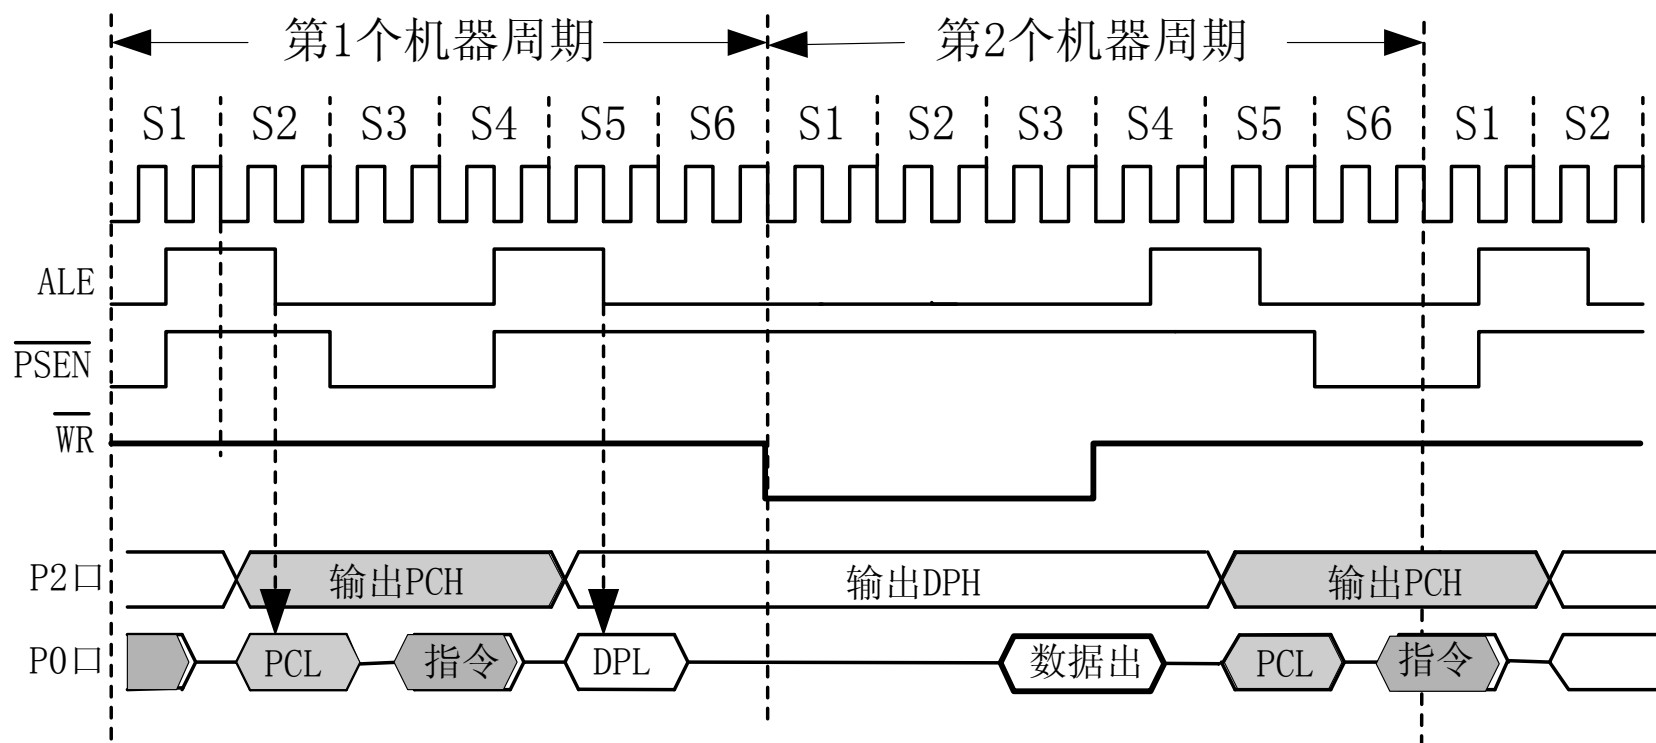 第1个机器周期 第2个机器周期
S1 S2 S3 S4 S5 S6 S1 S2 S3 S4 S5 S6 S1 S2
ALE
PSEN
WR
P2口 输出PCH 输出DPH 输出PCH
P0口 PCL 指令 DPL 数据出 PCL 指令